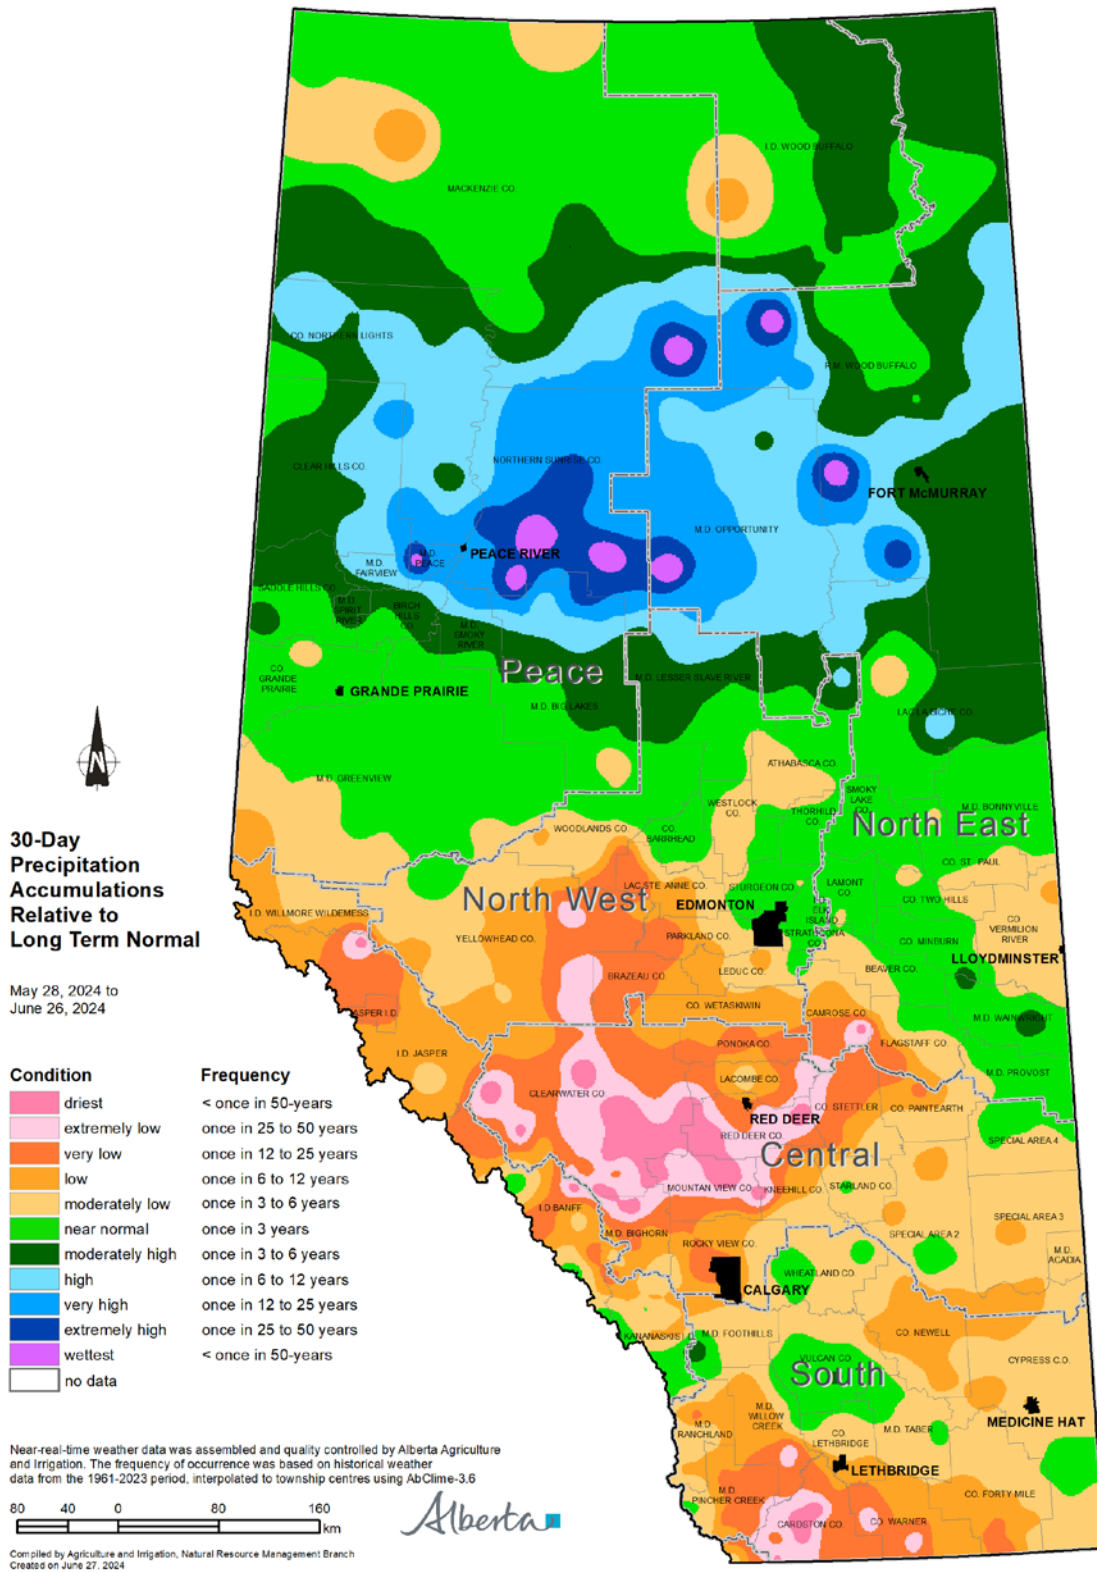 I.D. WOOD BUFFALO
MACKENZIE CO.
CO. NORTHERN LIGHTS
R.M. WOOD BUFFALO
CLEAR HILLS CO.
NORTHERN SUNRISE CO.
FORT McMURRAY
M.D. OPPORTUNITY
PEACE RIVER
M.D.
PEACE
M.D.
FAIRVIEW
SADDLE HILLS CO.
M.D.
SPIRIT
RIVER
BIRCH
HILLS
CO.
M.D.
SMOKY
RIVER
Peace
CO.
GRANDE
PRAIRIE
GRANDE PRAIRIE
M.D. LESSER SLAVE RIVER
M.D. BIG LAKES
LAC LA BICHE CO.
N
M.D. GREENVIEW
ATHABASCA CO.
WESTLOCK
CO.
THORHILD
CO.
SMOKY
LAKE
CO.
M.D. BONNYVILLE
North East
WOODLANDS CO.
CO.
BARRHEAD
CO. ST. PAUL
30-Day
Precipitation
Accumulations
Relative to
Long Term Normal
LAC STE ANNE CO.
STURGEON CO.
LAMONT
CO.
North West
EDMONTON
ELK
ISLAND
CO. TWO HILLS
STRATHCONA
CO.
I.D. WILLMORE WILDERNESS
YELLOWHEAD CO.
PARKLAND CO.
CO. MINBURN
CO.
VERMILION
RIVER
LLOYDMINSTER
BRAZEAU CO.
LEDUC CO.
BEAVER CO.
May 28, 2024 to
June 26, 2024
JASPER I.D.
CO. WETASKIWIN
CAMROSE CO.
M.D. WAINWRIGHT
I.D. JASPER
PONOKA CO.
FLAGSTAFF CO.
M.D. PROVOST
Condition Frequency
driest < once in 50-years
extremely low once in 25 to 50 years
very low once in 12 to 25 years
low once in 6 to 12 years
moderately low once in 3 to 6 years
near normal once in 3 years
moderately high once in 3 to 6 years
high once in 6 to 12 years
very high once in 12 to 25 years
extremely high once in 25 to 50 years
wettest < once in 50-years
no data
CLEARWATER CO.
LACOMBE CO.
CO. STETTLER
CO. PAINTEARTH
RED DEER
RED DEER CO.
SPECIAL AREA 4
Central
MOUNTAN VIEW CO.
KNEEHILL CO.
STARLAND CO.
I.D BANFF
SPECIAL AREA 3
M.D. BIGHORN
ROCKY VIEW CO.
SPECIAL AREA 2
M.D.
ACADIA
WHEATLAND CO.
CALGARY
KANANASKIS I.D.
M.D. FOOTHILLS
CO. NEWELL
VULCAN CO.
CYPRESS C.O.
South
M.D.
WILLOW
CREEK
M.D.
RANCHLAND
MEDICINE HAT
M.D. TABER
CO.
LETHBRIDGE
LETHBRIDGE
M.D.
PINCHER CREEK
CO. FORTY MILE
CARDSTON CO.
CO. WARNER
Near-real-time weather data was assembled and quality controlled by Alberta Agriculture
and Irrigation. The frequency of occurrence was based on historical weather
data from the 1961-2023 period, interpolated to township centres using AbClime-3.6
80 40 0 80 160
km
Alberta
Compiled by Agriculture and Irrigation, Natural Resource Management Branch
Created on June 27, 2024